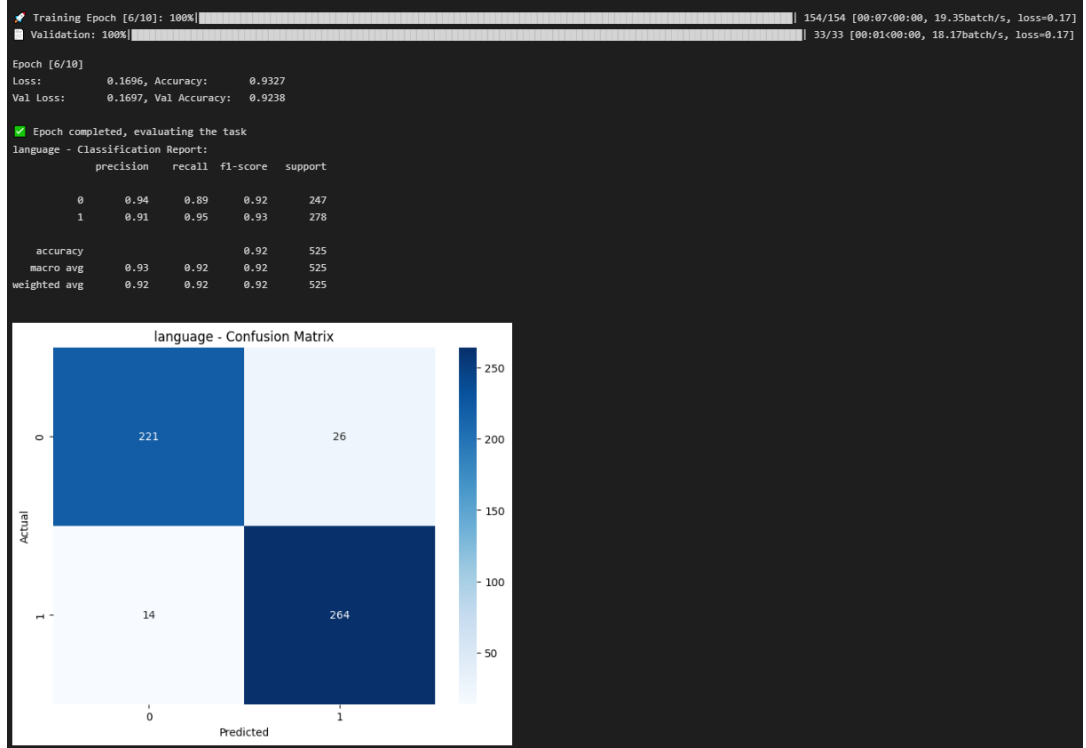 🚀 Training Epoch [6/10]: 100%| | 154/154 [00:07<00:00, 19.35batch/s, loss=0.17]
📄 Validation: 100%| | 33/33 [00:01<00:00, 18.17batch/s, loss=0.17]
Epoch [6/10]
Loss: 0.1696, Accuracy: 0.9327
Val Loss: 0.1697, Val Accuracy: 0.9238
✅ Epoch completed, evaluating the task
language - Classification Report:
precision recall f1-score support
0 0.94 0.89 0.92 247
1 0.91 0.95 0.93 278
accuracy 0.92 525
macro avg 0.93 0.92 0.92 525
weighted avg 0.92 0.92 0.92 525
language - Confusion Matrix
250
0 221 26
200
Actual
150
100
1 14 264
50
0 1
Predicted